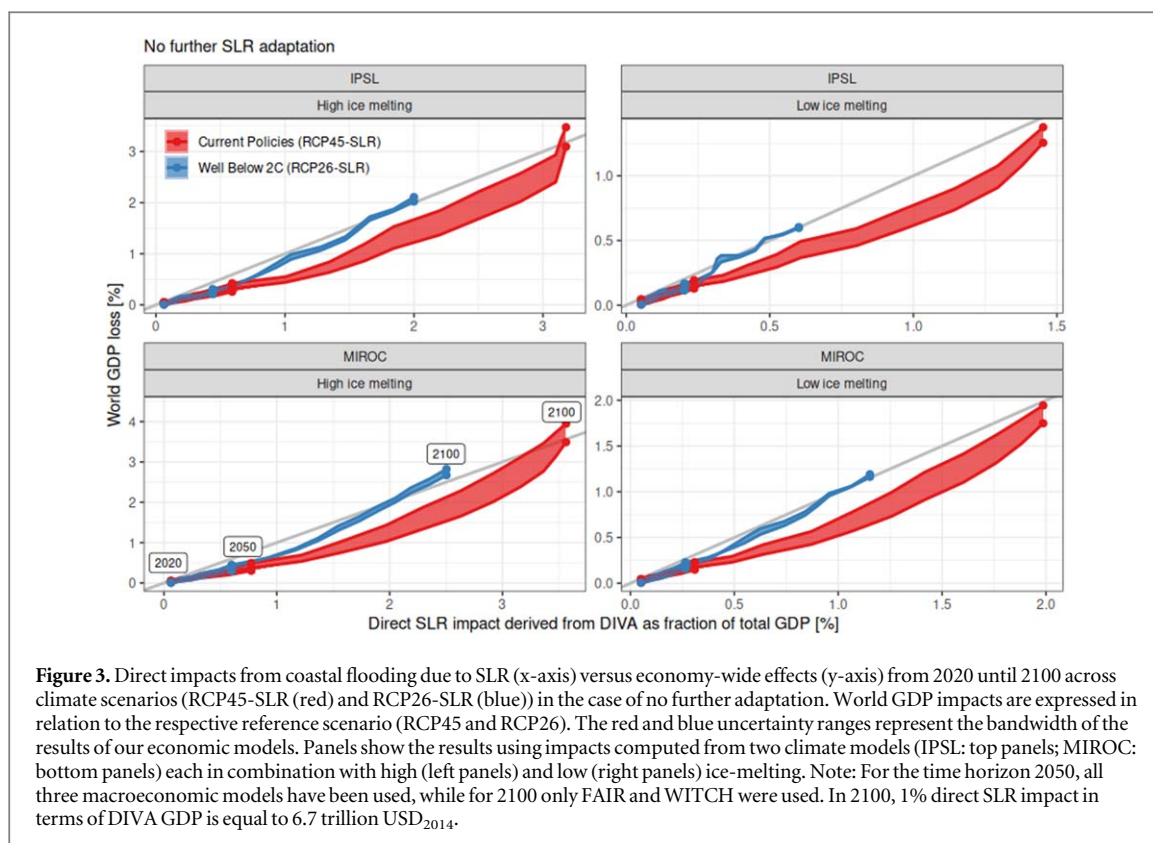 No further SLR adaptation
IPSL
High ice melting
IPSL
Low ice melting
Current Policies (RCP45-SLR)
Well Below 2C (RCP26-SLR)
3
2
1
0
0
1
2
3
1.0
0.5
0.0
0.0
0.5
1.0
1.5
World GDP loss [%]
MIROC
High ice melting
MIROC
Low ice melting
4
3
2
1
0
2020
2050
2100
2100
0
1
2
3
2.0
1.5
1.0
0.5
0.0
0.0
0.5
1.0
1.5
2.0
Direct SLR impact derived from DIVA as fraction of total GDP [%]
Figure 3. Direct impacts from coastal flooding due to SLR (x-axis) versus economy-wide effects (y-axis) from 2020 until 2100 across
climate scenarios (RCP45-SLR (red) and RCP26-SLR (blue)) in the case of no further adaptation. World GDP impacts are expressed in
relation to the respective reference scenario (RCP45 and RCP26). The red and blue uncertainty ranges represent the bandwidth of the
results of our economic models. Panels show the results using impacts computed from two climate models (IPSL: top panels; MIROC:
bottom panels) each in combination with high (left panels) and low (right panels) ice-melting. Note: For the time horizon 2050, all
three macroeconomic models have been used, while for 2100 only FAIR and WITCH were used. In 2100, 1% direct SLR impact in
terms of DIVA GDP is equal to 6.7 trillion USD2014.